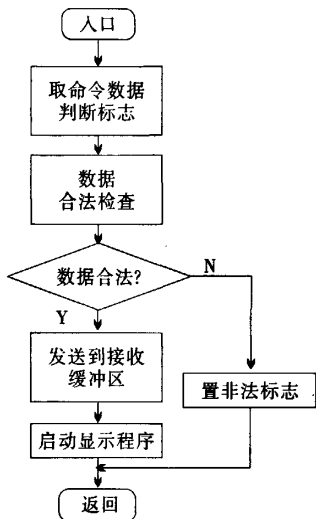 入口
取命令数据
判断标志
数据
合法检查
数据合法?
N
Y
发送到接收
缓冲区
置非法标志
启动显示程序
返回